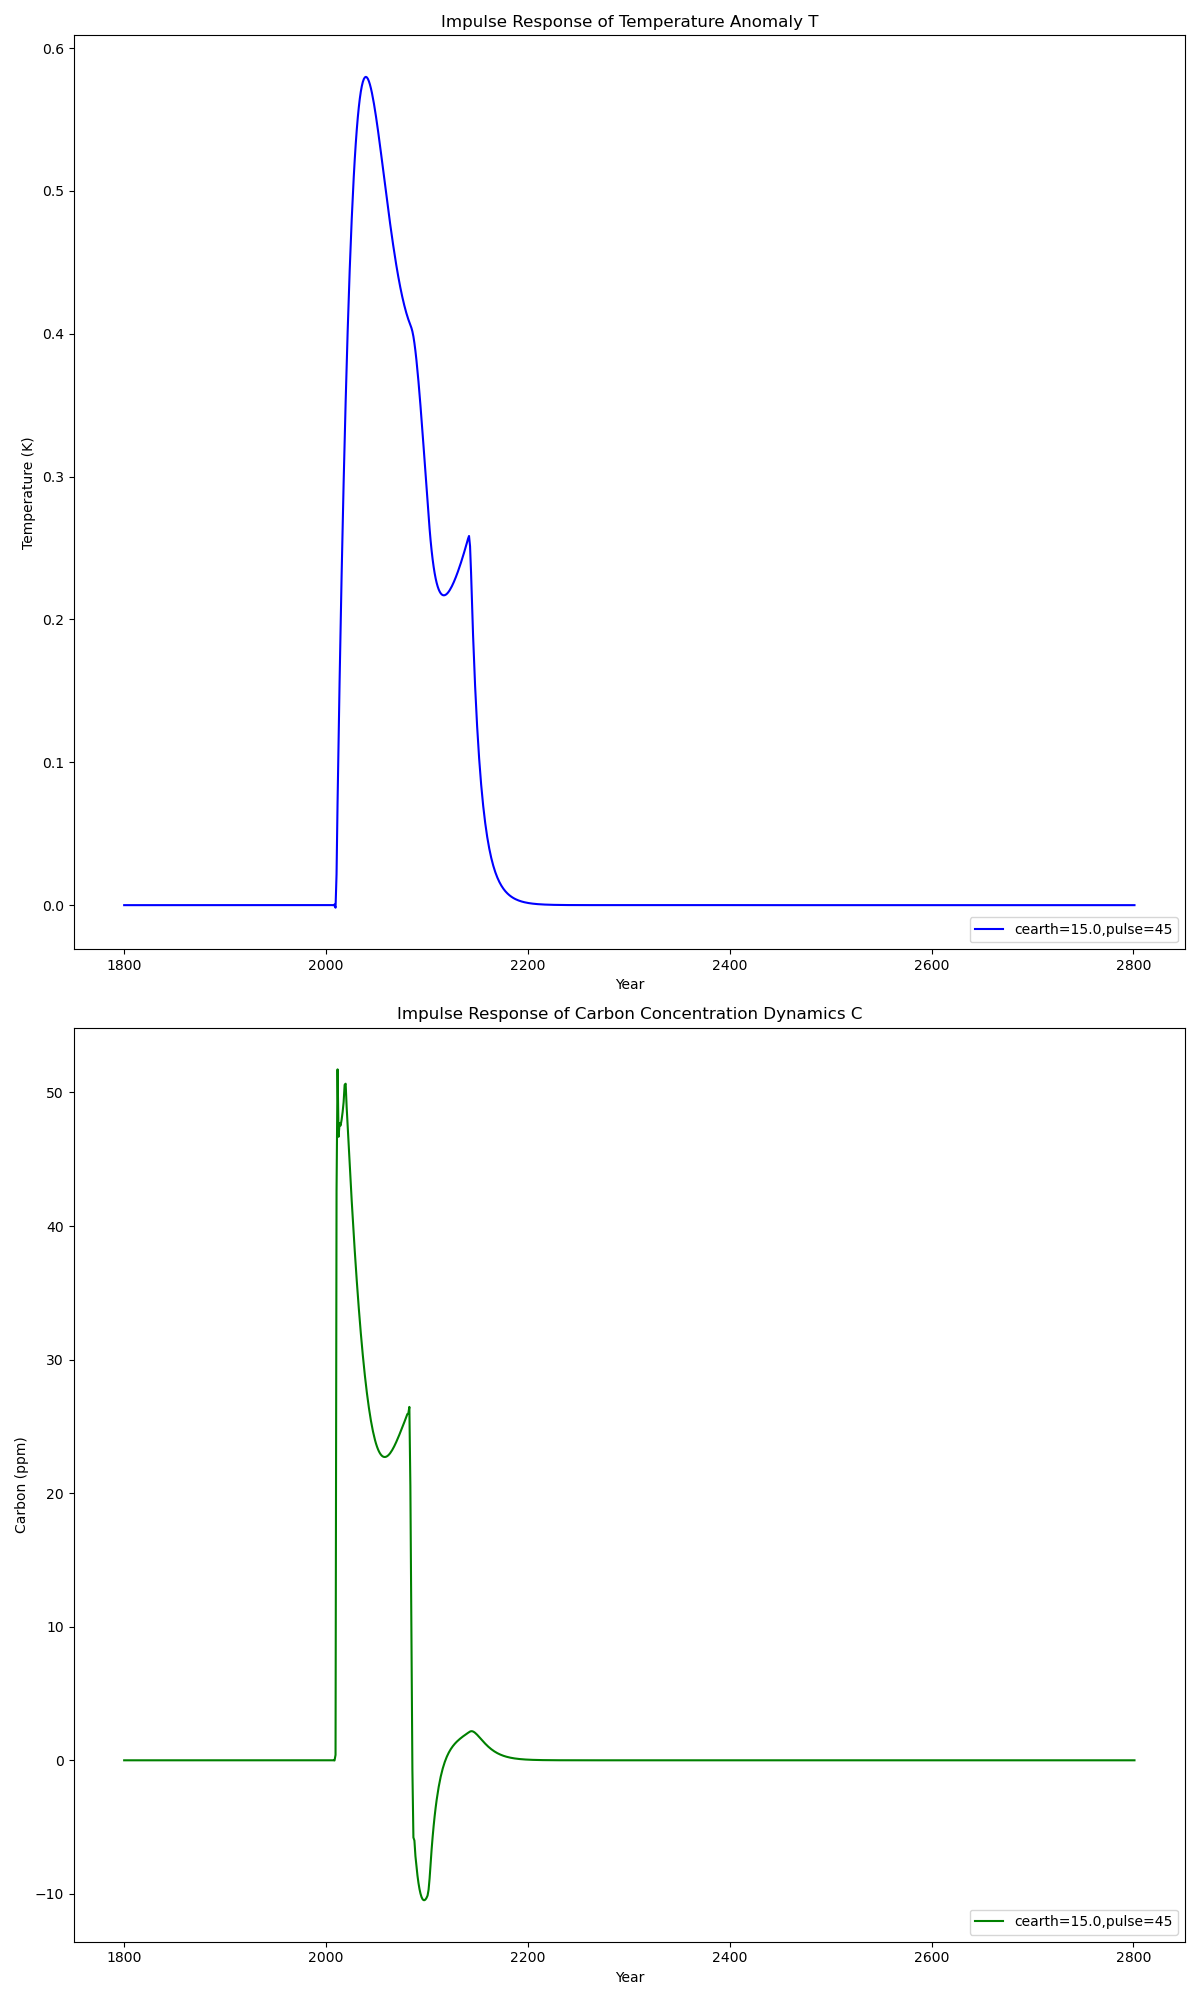 Impulse Response of Temperature Anomaly T
0.6
0.5
0.4
0.3
0.2
0.1
0.0
Temperature (K)
cearth=15.0,pulse=45
1800 2000 2200 2400 2600 2800
Year
Impulse Response of Carbon Concentration Dynamics C
50
40
30
20
10
0
−10
Carbon (ppm)
cearth=15.0,pulse=45
1800 2000 2200 2400 2600 2800
Year